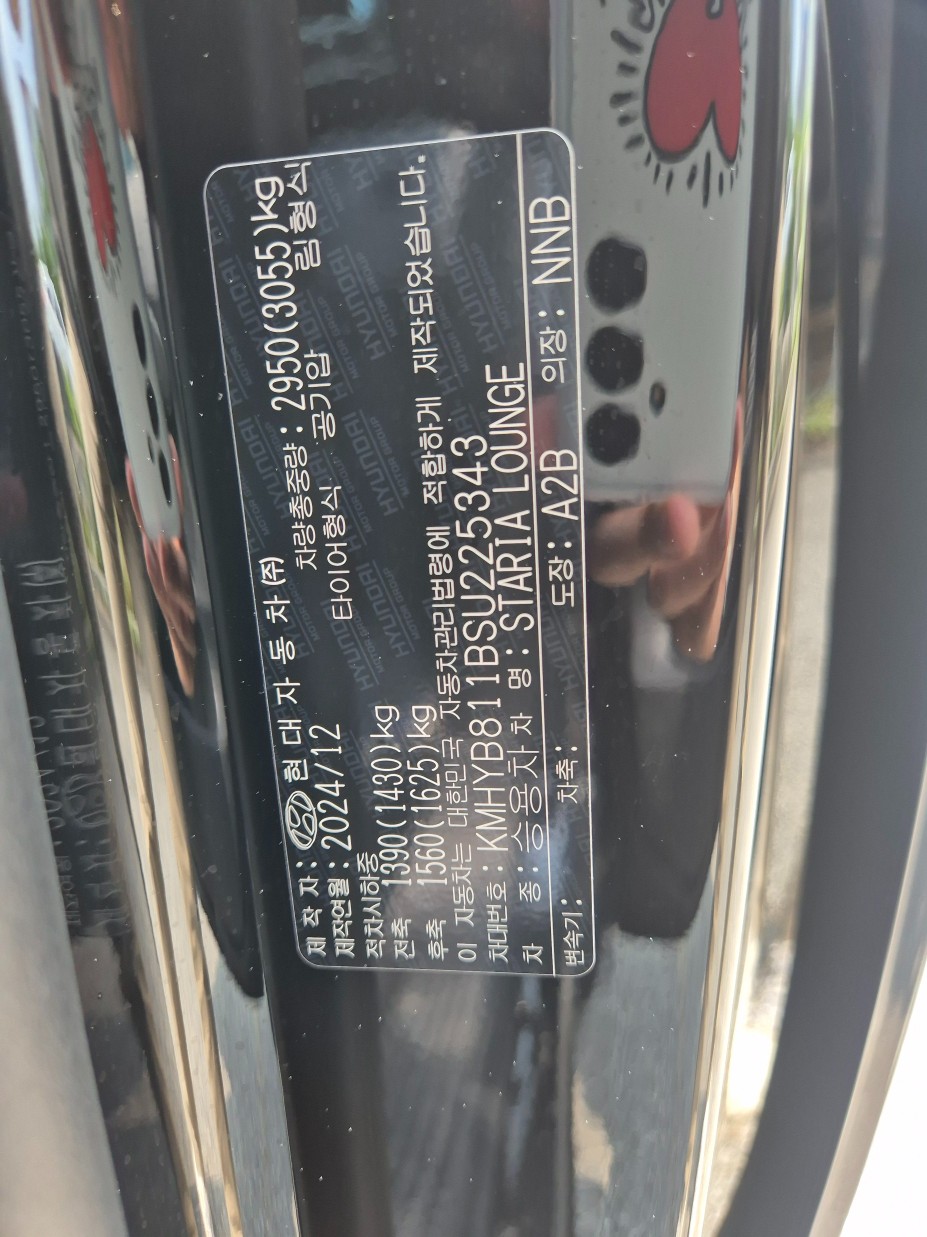 제 작 자: 현 대 자 동 차 (주)
제작연월: 2024/12 차량총중량: 2950(3055)kg
적차시하중 타이어형식 공기압 림형식
전축 1390(1430)kg
후축 1560(1625)kg
이 자동차는 대한민국 자동차관리법령에 적합하게 제작되었습니다.
차대번호: KMHYB811BSU225343
차 종: 승용차 차 명: STARIA LOUNGE
변속기: 차축: 도장: A2B 의장: NNB